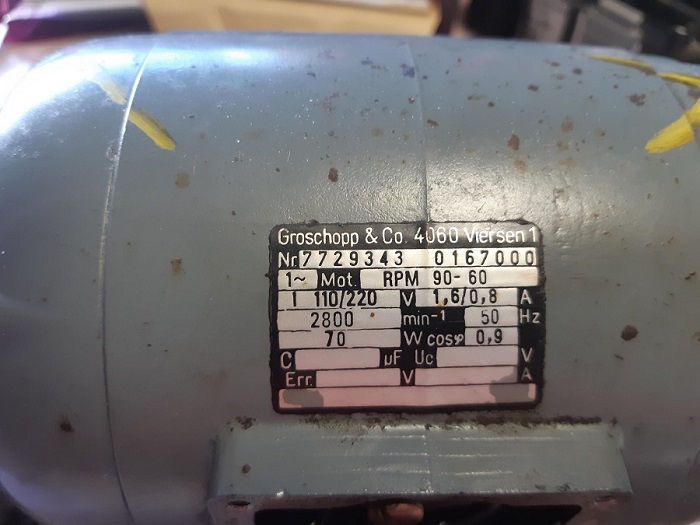 Groschopp & Co. 4060 Viersen 1
Nr. 7729343 0167000
1~ Mot. RPM 90-60
1 110/220 V 1,6/0,8 A
2800 min-1 50 Hz
70 W cosφ 0,9
C µF Uc V
Err. V A